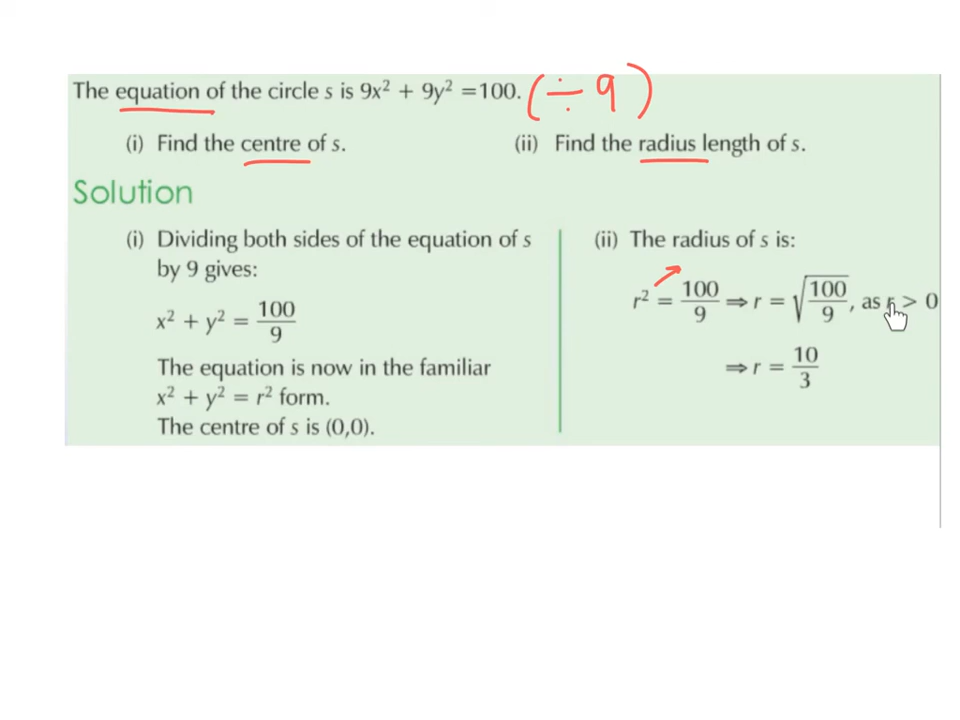 The equation of the circle s is 9x² + 9y² = 100. (÷ 9)
(i) Find the centre of s.
(ii) Find the radius length of s.
Solution
(i) Dividing both sides of the equation of s
by 9 gives:
x² + y² = 100/9
The equation is now in the familiar
x² + y² = r² form.
The centre of s is (0,0).
(ii) The radius of s is:
r² = 100/9 ⇒ r = √(100/9), as r > 0
⇒ r = 10/3